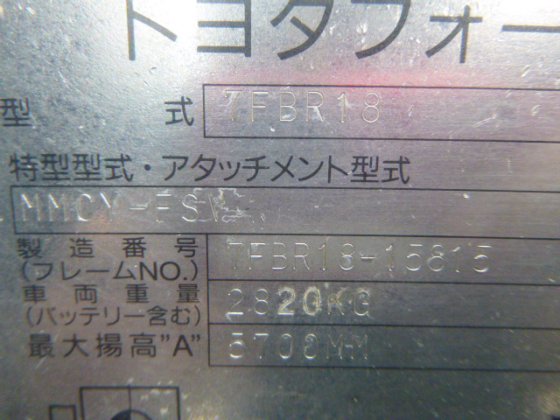 トヨタフォー
型 式 7FBR18
特型型式・アタッチメント型式
製造番号
(フレームNO.) 7FBR18-15815
車両重量
(バッテリー含む) 2820KG
最大揚高"A" 5700MM